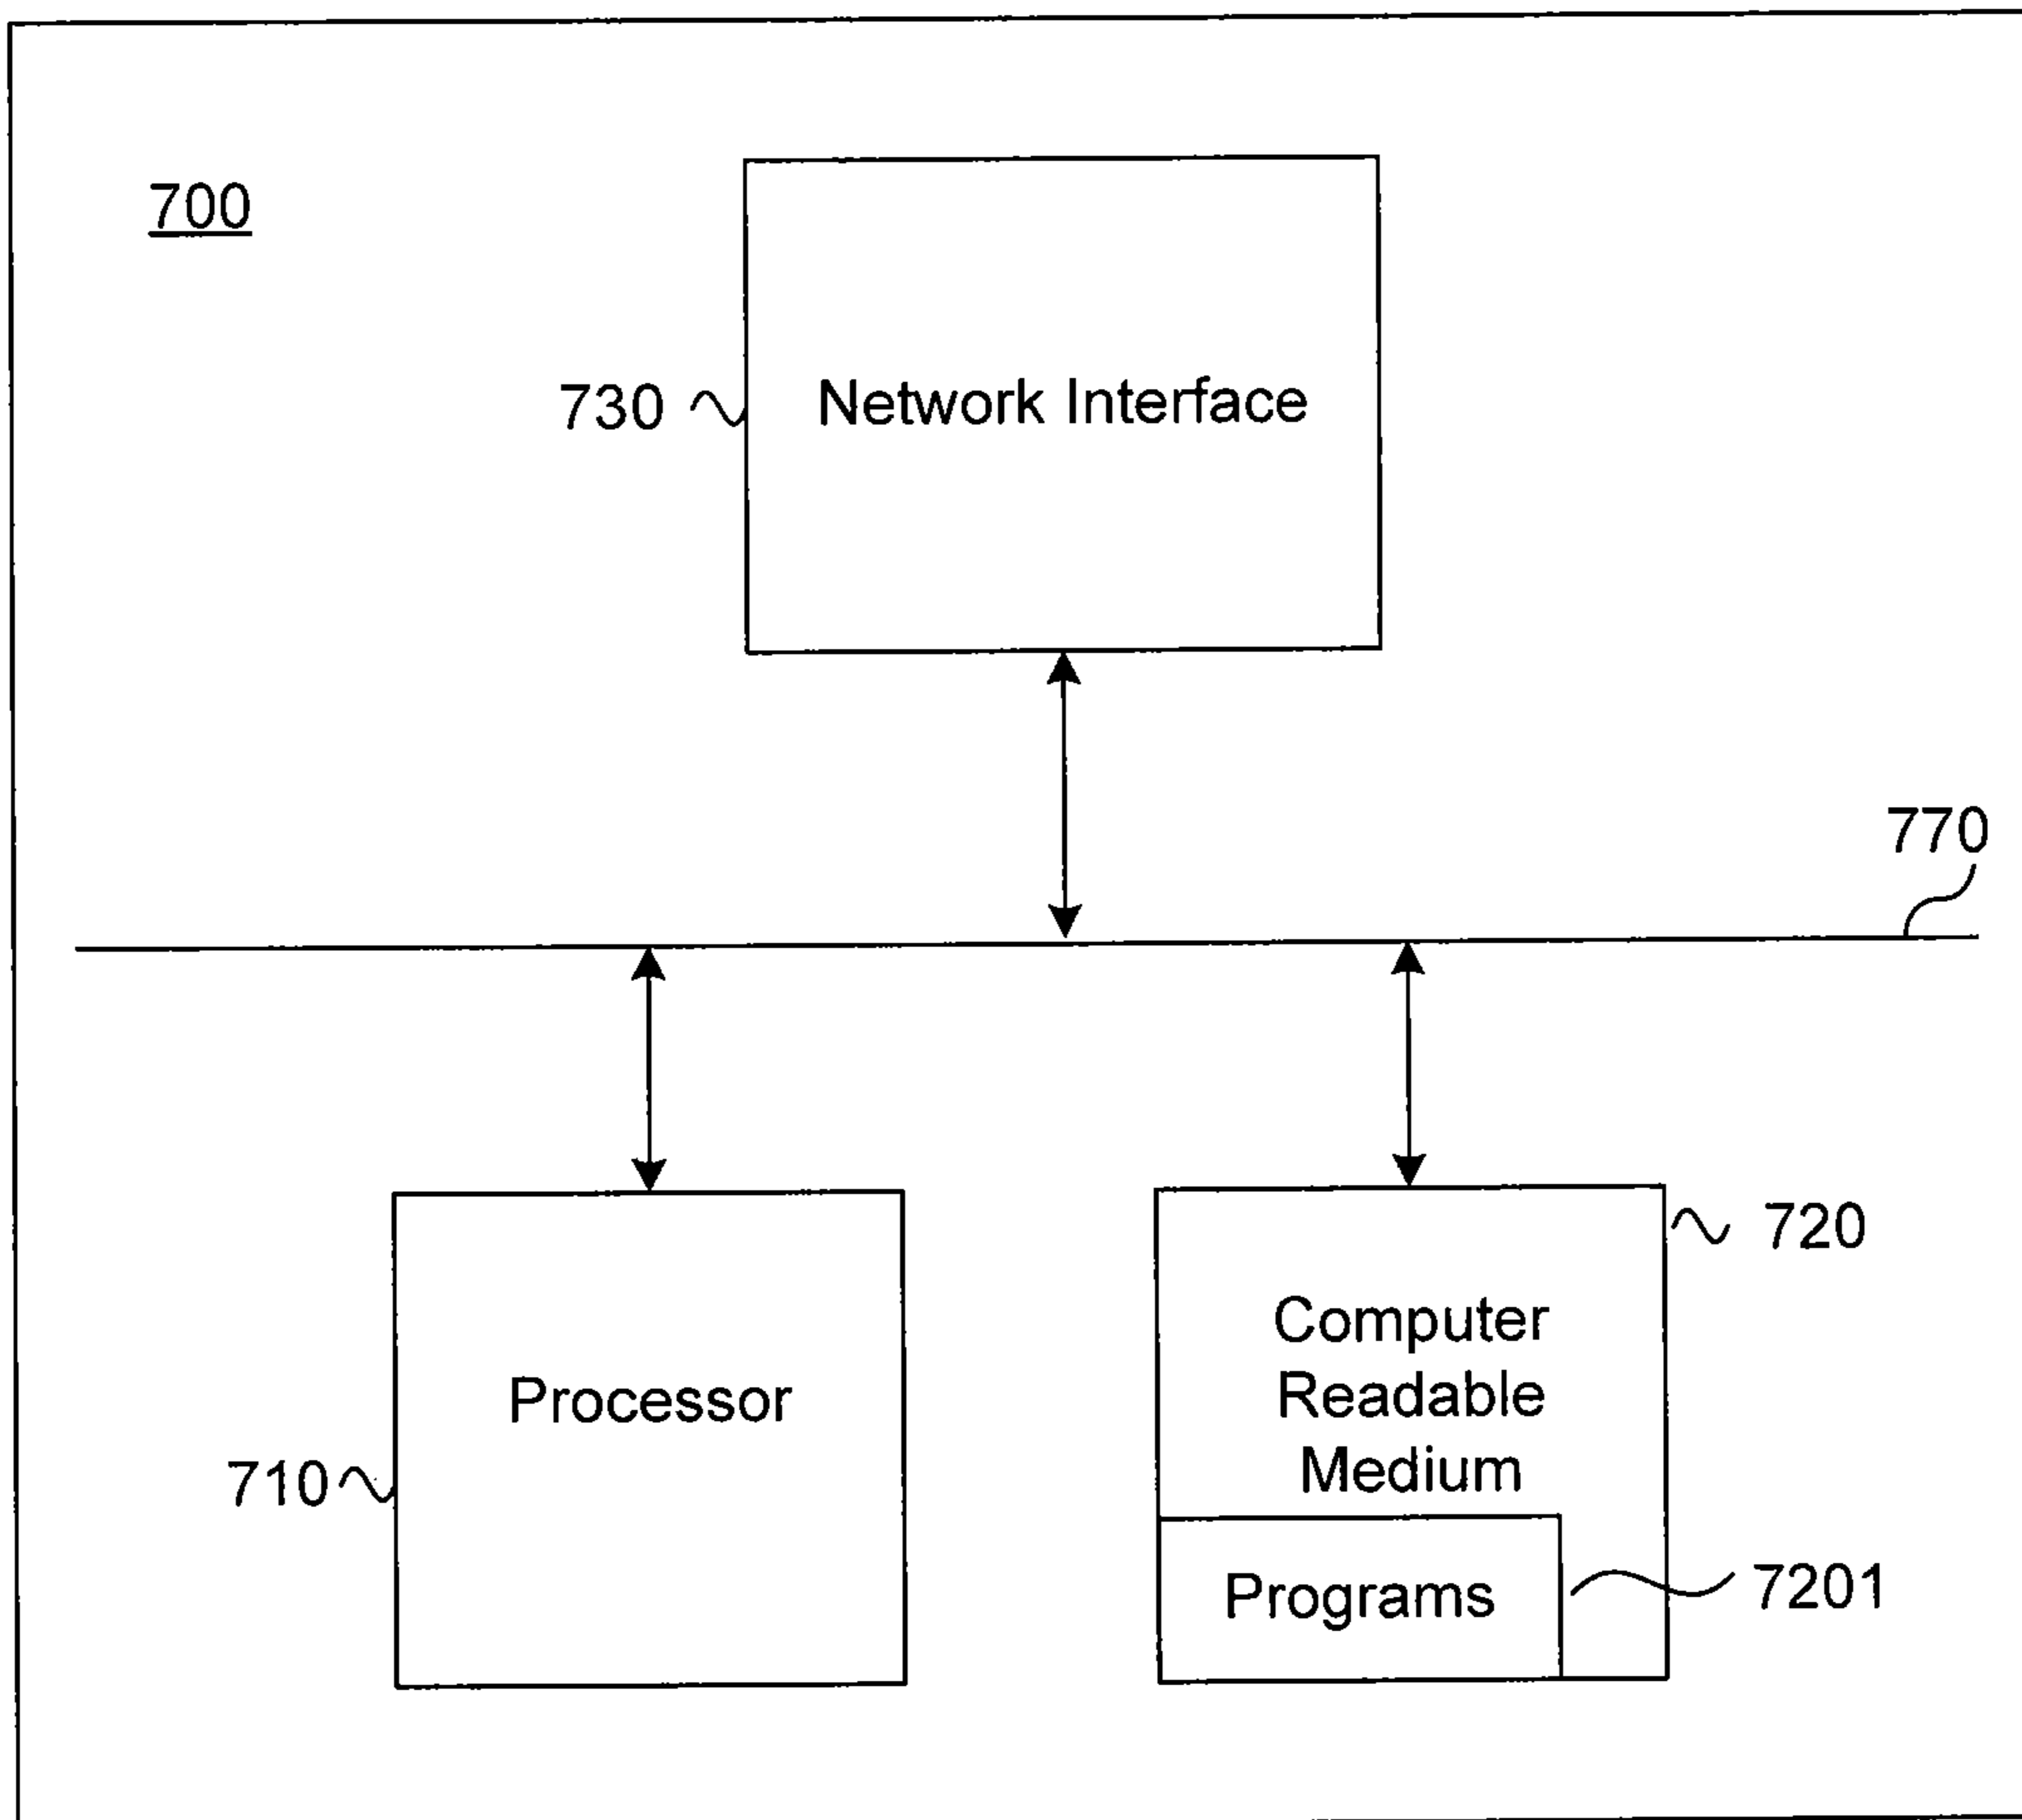 700
730
Network Interface
770
720
Computer
Readable
Medium
Processor
710
Programs
7201